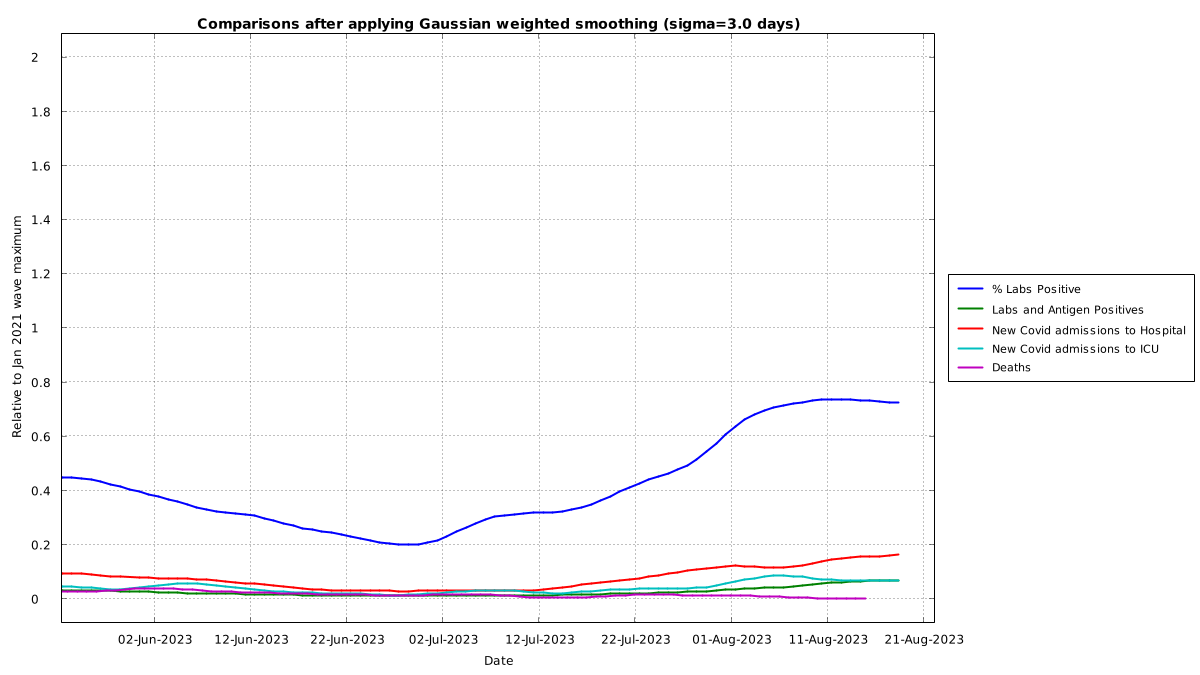 Comparisons after applying Gaussian weighted smoothing (sigma=3.0 days)
Relative to Jan 2021 wave maximum
2
1.8
1.6
1.4
1.2
1
0.8
0.6
0.4
0.2
0
02-Jun-2023
12-Jun-2023
22-Jun-2023
02-Jul-2023
12-Jul-2023
22-Jul-2023
01-Aug-2023
11-Aug-2023
21-Aug-2023
Date
% Labs Positive
Labs and Antigen Positives
New Covid admissions to Hospital
New Covid admissions to ICU
Deaths